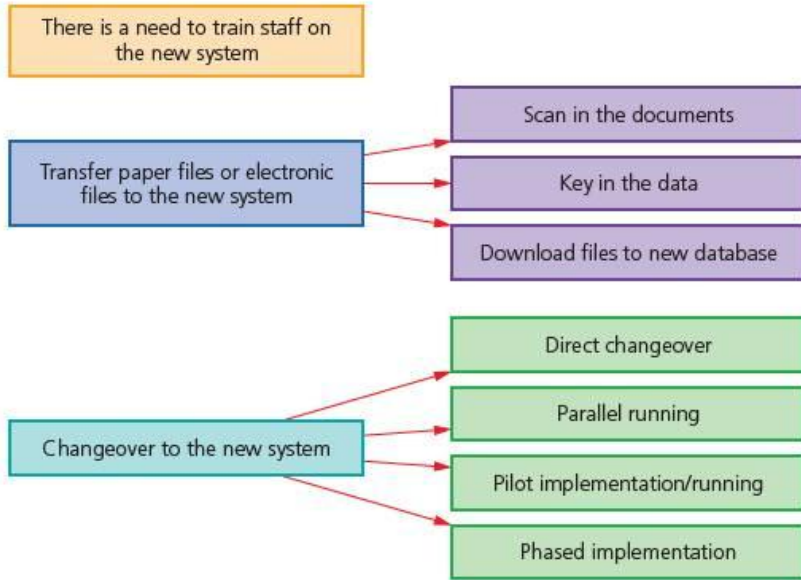 There is a need to train staff on
the new system
Transfer paper files or electronic
files to the new system
Scan in the documents
Key in the data
Download files to new database
Changeover to the new system
Direct changeover
Parallel running
Pilot implementation/running
Phased implementation